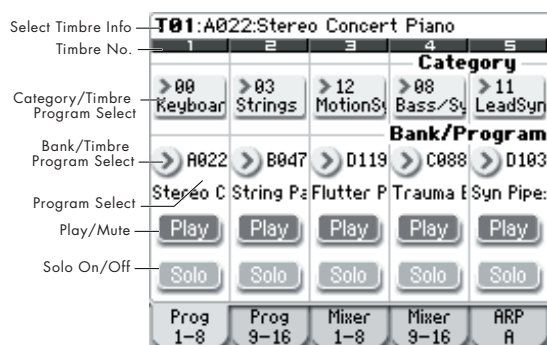 Select Timbre Info
T01:A022:Stereo Concert Piano
Timbre No.
1 2 3 4 5
Category
Category/Timbre
Program Select
00 03 12 08 11
Keyboar Strings MotionSy Bass/Sy LeadSyn
Bank/Program
Bank/Timbre
Program Select
A022 B047 D119 C088 D103
Program Select
Stereo C String Pa Flutter P Trauma B Syn Pipe:
Play/Mute
Play Play Play Play Play
Solo On/Off
Solo Solo Solo Solo Solo
Prog 1-8 Prog 9-16 Mixer 1-8 Mixer 9-16 ARP A